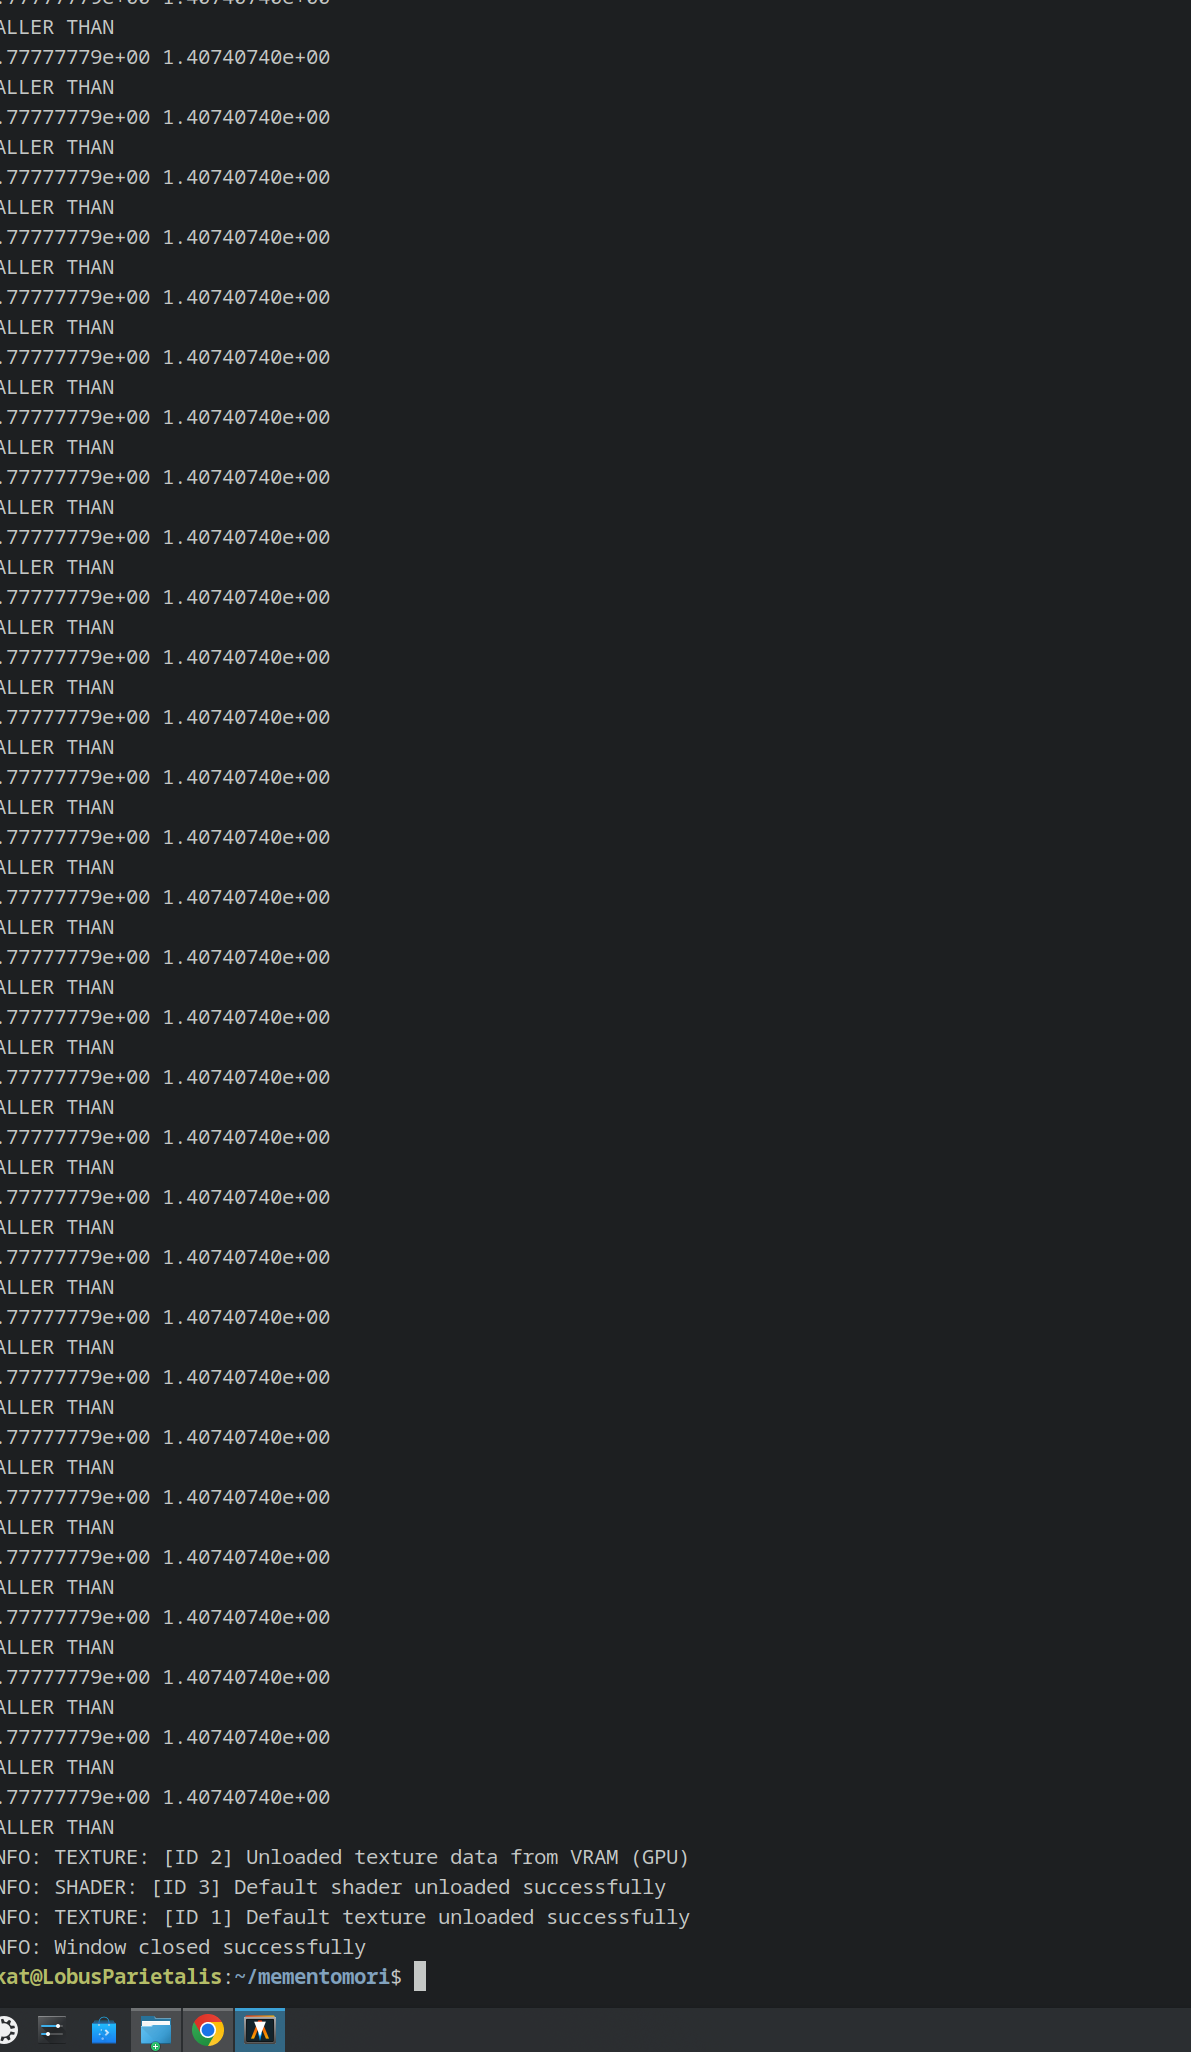 .77777779e+00 1.40740740e+00
ALLER THAN
.77777779e+00 1.40740740e+00
ALLER THAN
.77777779e+00 1.40740740e+00
ALLER THAN
.77777779e+00 1.40740740e+00
ALLER THAN
.77777779e+00 1.40740740e+00
ALLER THAN
.77777779e+00 1.40740740e+00
ALLER THAN
.77777779e+00 1.40740740e+00
ALLER THAN
.77777779e+00 1.40740740e+00
ALLER THAN
.77777779e+00 1.40740740e+00
ALLER THAN
.77777779e+00 1.40740740e+00
ALLER THAN
.77777779e+00 1.40740740e+00
ALLER THAN
.77777779e+00 1.40740740e+00
ALLER THAN
.77777779e+00 1.40740740e+00
ALLER THAN
.77777779e+00 1.40740740e+00
ALLER THAN
.77777779e+00 1.40740740e+00
ALLER THAN
.77777779e+00 1.40740740e+00
ALLER THAN
.77777779e+00 1.40740740e+00
ALLER THAN
.77777779e+00 1.40740740e+00
ALLER THAN
.77777779e+00 1.40740740e+00
ALLER THAN
.77777779e+00 1.40740740e+00
ALLER THAN
.77777779e+00 1.40740740e+00
ALLER THAN
.77777779e+00 1.40740740e+00
ALLER THAN
.77777779e+00 1.40740740e+00
ALLER THAN
.77777779e+00 1.40740740e+00
ALLER THAN
.77777779e+00 1.40740740e+00
ALLER THAN
.77777779e+00 1.40740740e+00
ALLER THAN
.77777779e+00 1.40740740e+00
ALLER THAN
.77777779e+00 1.40740740e+00
ALLER THAN
.77777779e+00 1.40740740e+00
ALLER THAN
.77777779e+00 1.40740740e+00
ALLER THAN
.77777779e+00 1.40740740e+00
ALLER THAN
NFO: TEXTURE: [ID 2] Unloaded texture data from VRAM (GPU)
NFO: SHADER: [ID 3] Default shader unloaded successfully
NFO: TEXTURE: [ID 1] Default texture unloaded successfully
NFO: Window closed successfully
kat@LobusParietalis:~/mementomori$